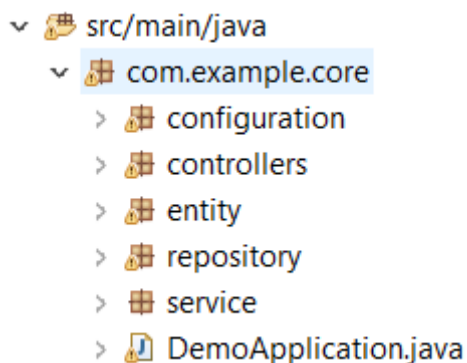 src/main/java
com.example.core
configuration
controllers
entity
repository
service
DemoApplication.java